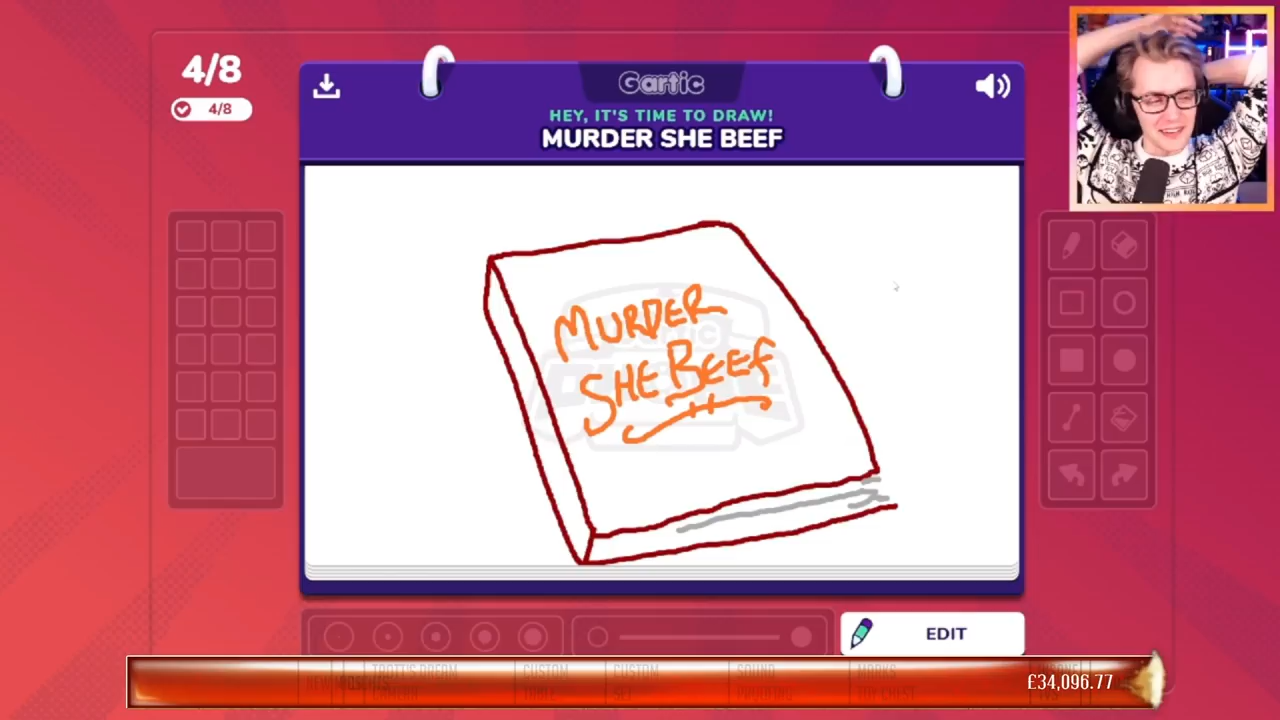 4/8
4/8
Gartic
HEY, IT'S TIME TO DRAW!
MURDER SHE BEEF
MURDER
SHE BEEF
EDIT
£34,096.77